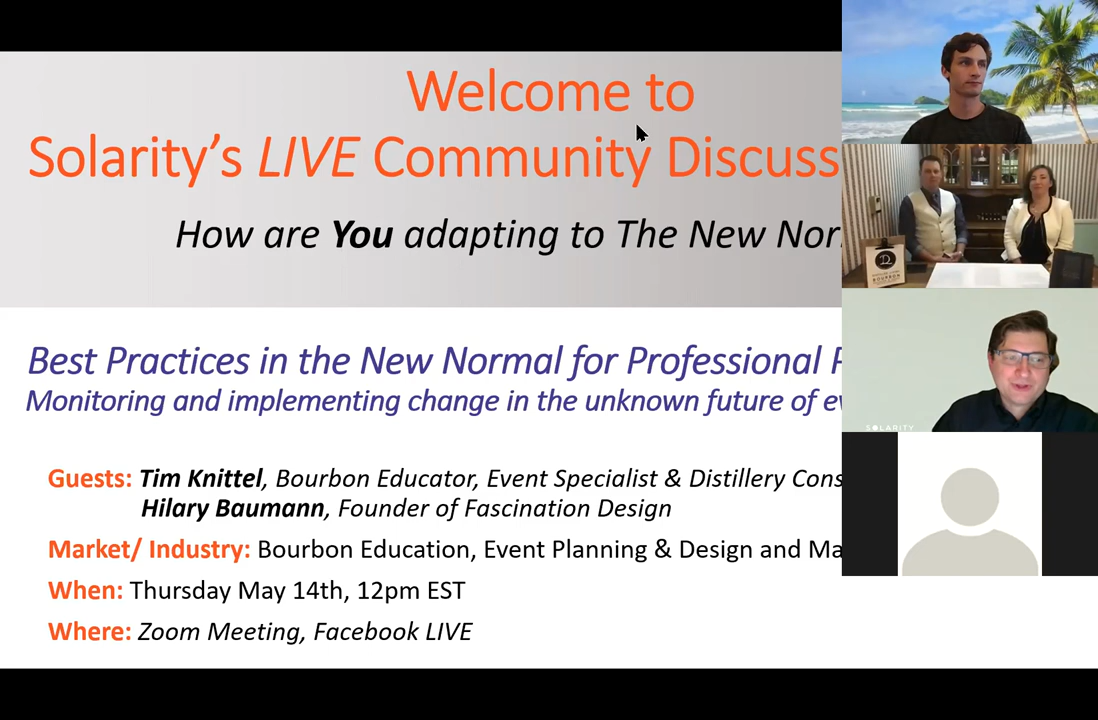 Welcome to
Solarity's LIVE Community Discuss
How are You adapting to The New Nor
Best Practices in the New Normal for Professional
Monitoring and implementing change in the unknown future of
Guests: Tim Knittel, Bourbon Educator, Event Specialist & Distillery Cons
Hilary Baumann, Founder of Fascination Design
Market/ Industry: Bourbon Education, Event Planning & Design and Ma
When: Thursday May 14th, 12pm EST
Where: Zoom Meeting, Facebook LIVE
BOURBON
SOLARITY